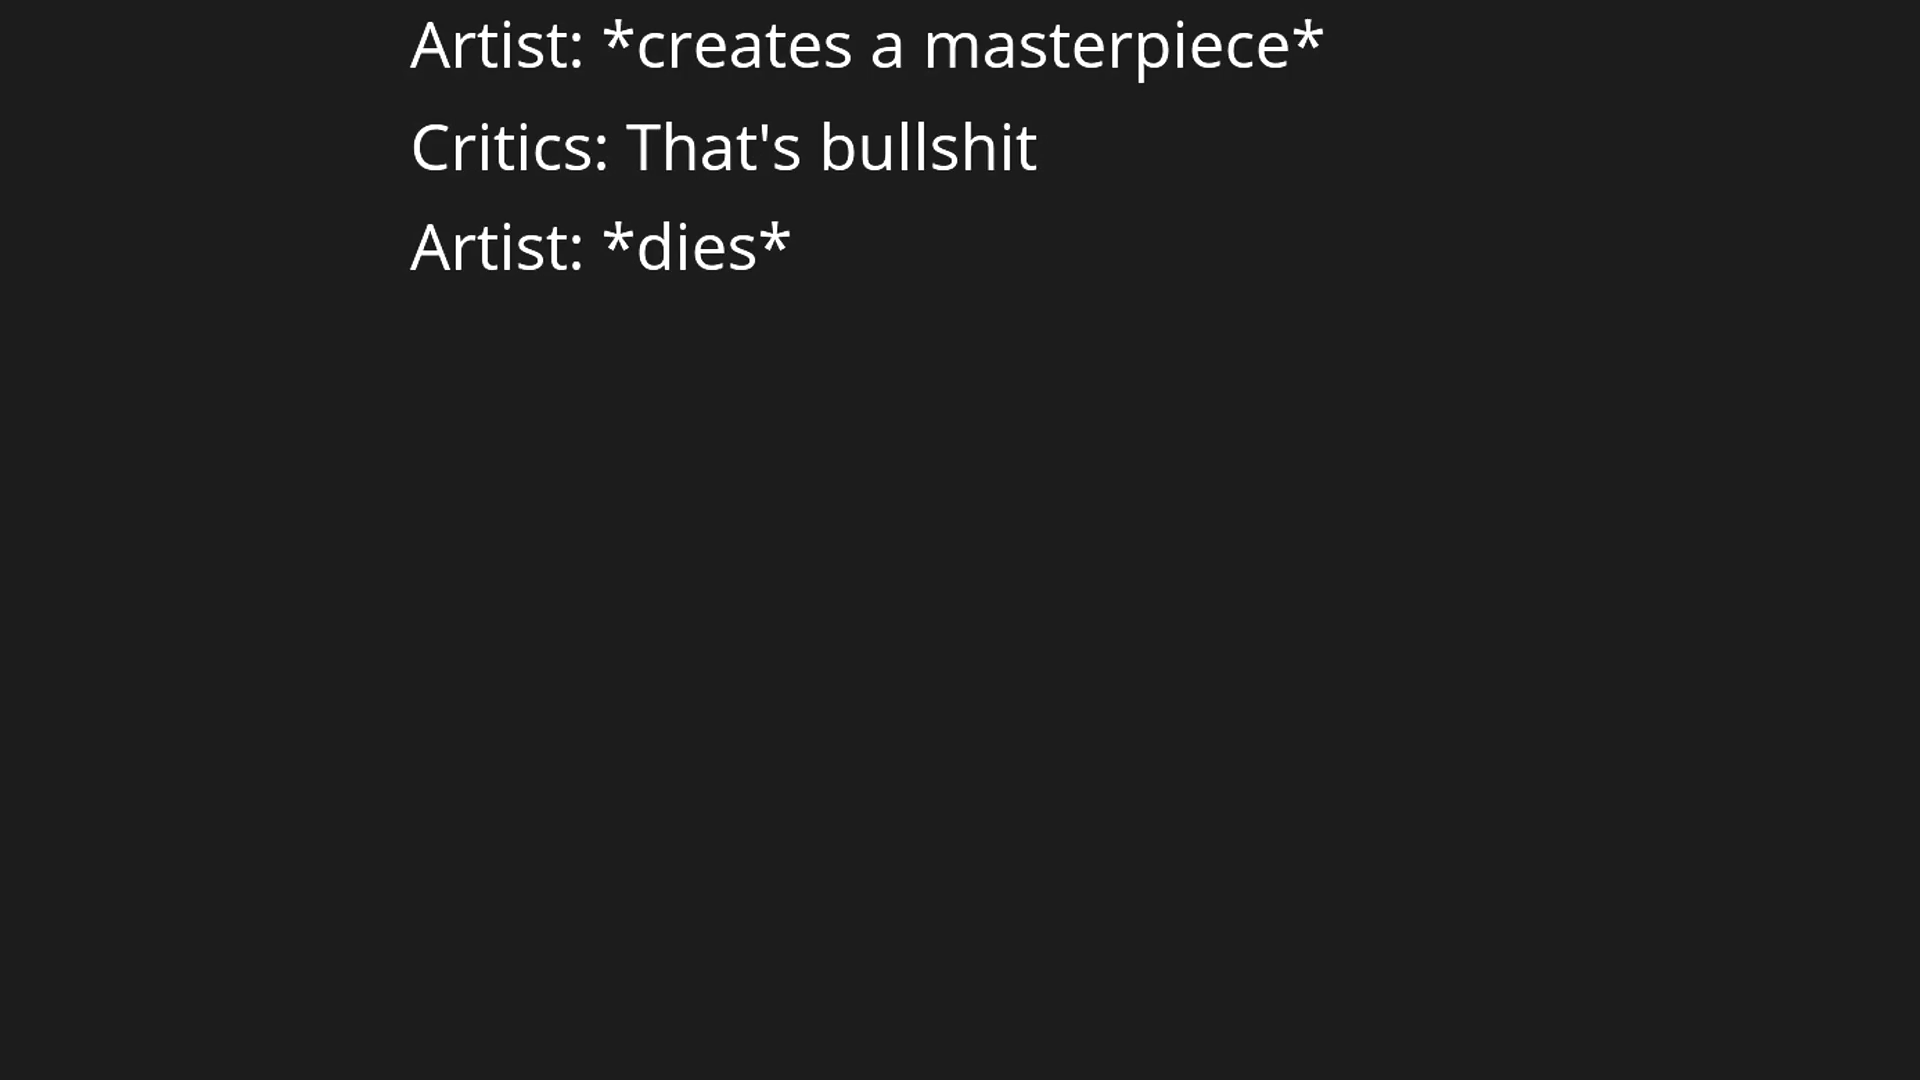 Artist: *creates a masterpiece*
Critics: That's bullshit
Artist: *dies*